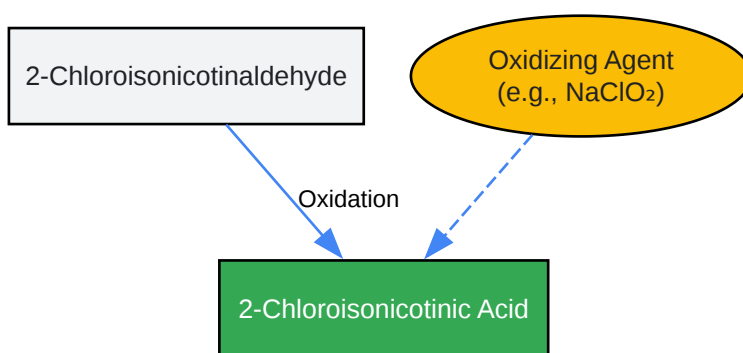 2-Chloroisonicotinaldehyde
Oxidizing Agent
(e.g., NaClO₂)
Oxidation
2-Chloroisonicotinic Acid